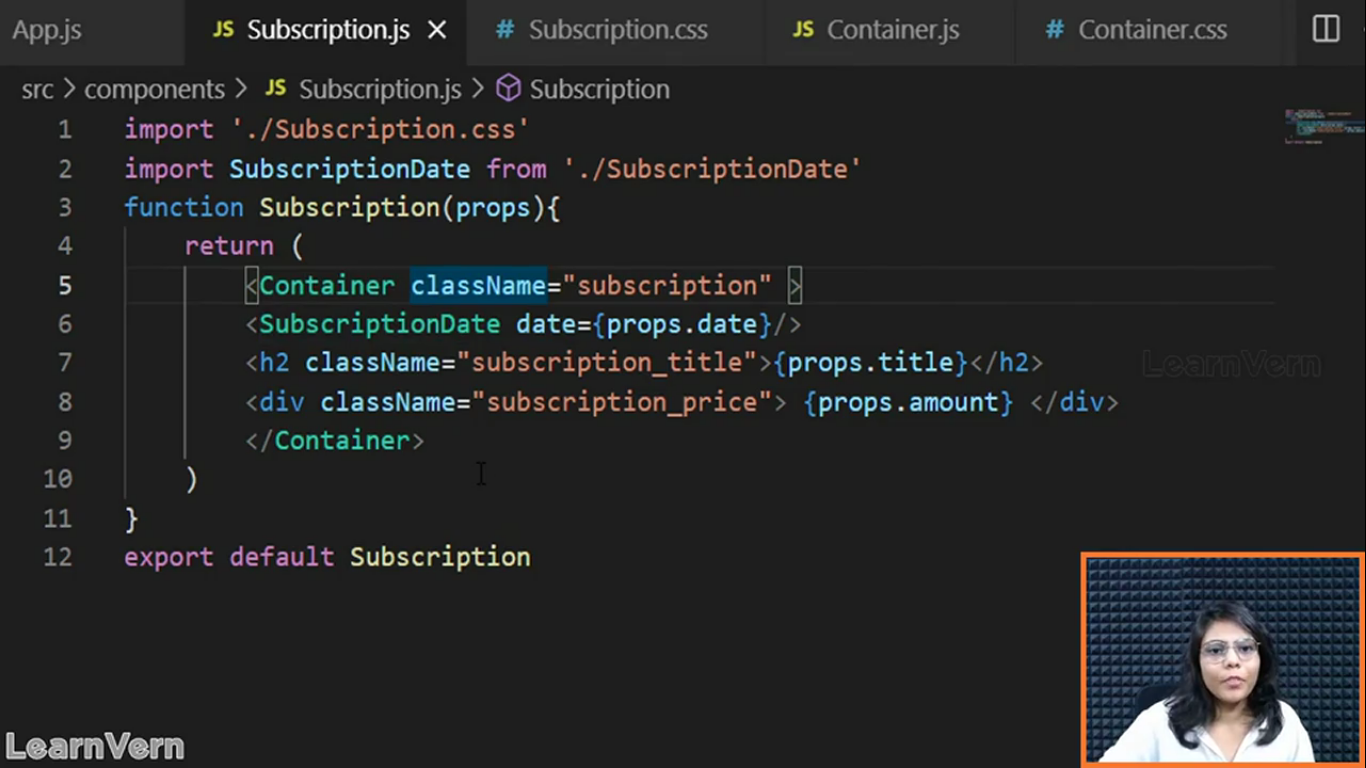 App.js
JS Subscription.js
# Subscription.css
JS Container.js
# Container.css
src > components > JS Subscription.js > Subscription
1 import './Subscription.css'
2 import SubscriptionDate from './SubscriptionDate'
3 function Subscription(props){
4 return (
5 <Container className="subscription" >
6 <SubscriptionDate date={props.date}/>
7 <h2 className="subscription_title">{props.title}</h2>
8 <div className="subscription_price"> {props.amount} </div>
9 </Container>
10 )
11 }
12 export default Subscription
LearnVern
LearnVern